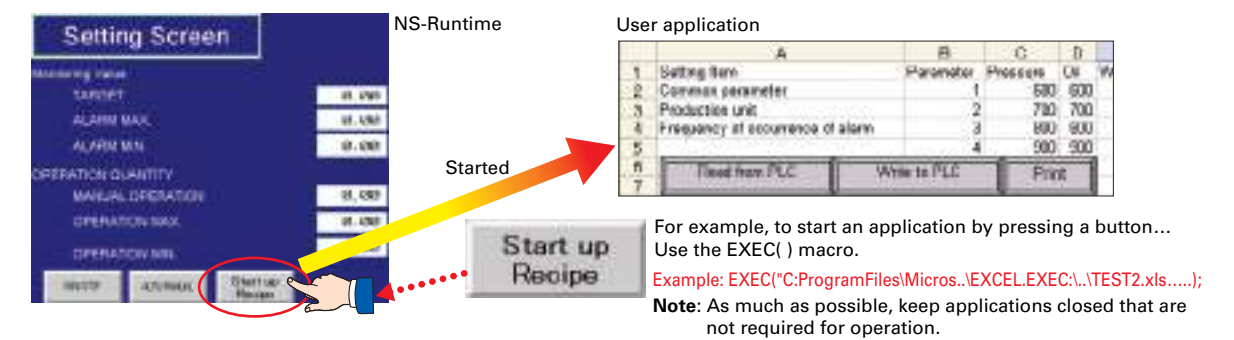 Setting Screen
NS-Runtime
User application
Monitoring Value
TARGET
ALARM MAX.
ALARM MIN
OPERATION QUANTITY
MANUAL OPERATION
OPERATION MAX.
OPERATION MIN.
Start up
Recipe
Started
A B C D
1 Setting Item Parameter Pressure Oil W
2 Common parameter 1 600 600
3 Production unit 2 700 700
4 Frequency of occurrence of alarm 3 800 800
5 4 900 900
6 Read from PLC Write to PLC Print
7
Start up
Recipe
For example, to start an application by pressing a button…
Use the EXEC( ) macro.
Example: EXEC("C:ProgramFiles\Micros..\EXCEL.EXEC:\..\TEST2.xls.....);
Note: As much as possible, keep applications closed that are
not required for operation.